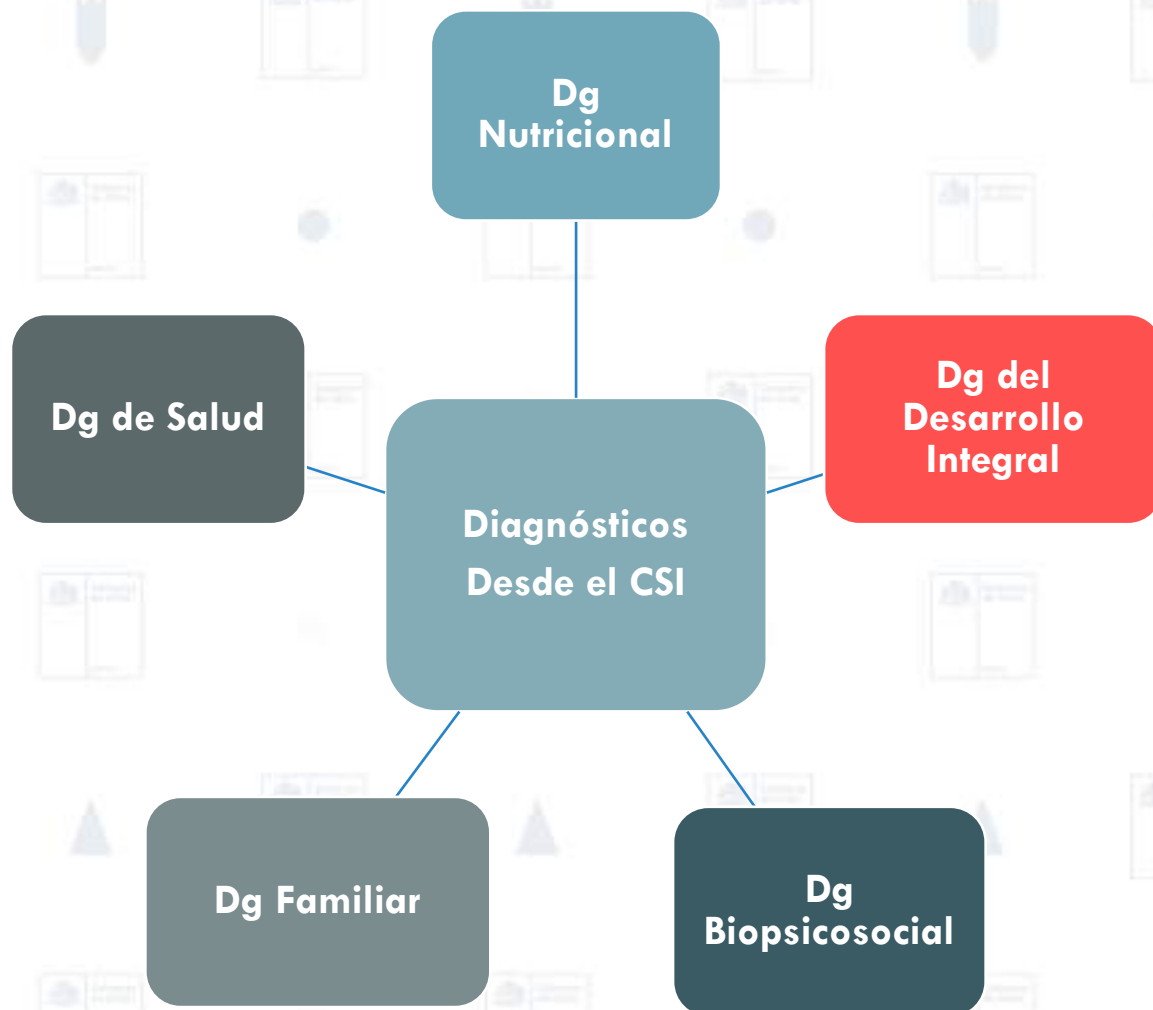 Dg
Nutricional
Dg de Salud
Dg del
Desarrollo
Integral
Diagnósticos
Desde el CSI
Dg Familiar
Dg
Biopsicosocial